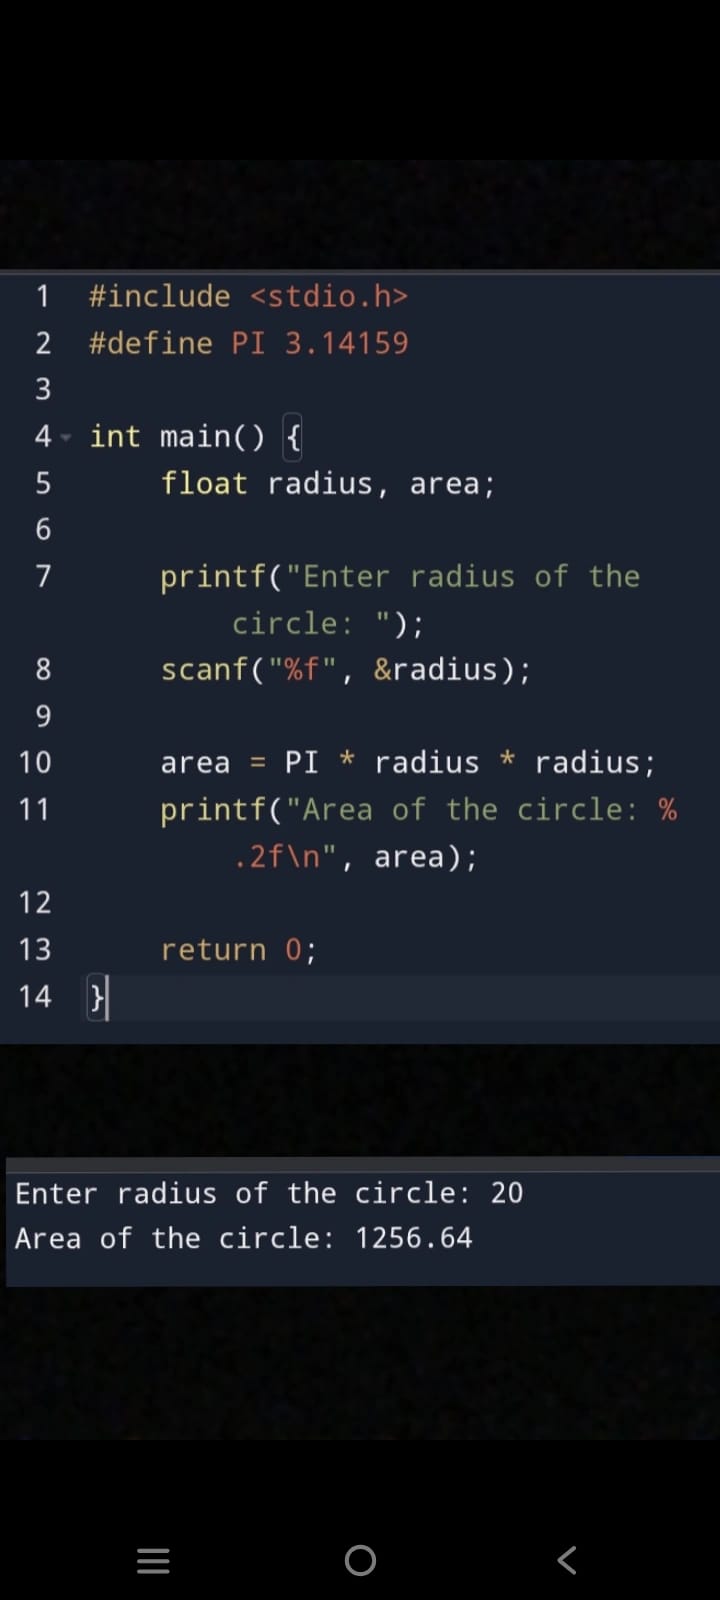 1 #include <stdio.h>
2 #define PI 3.14159
3
4 int main() {
5     float radius, area;
6
7     printf("Enter radius of the
        circle: ");
8     scanf("%f", &radius);
9
10    area = PI * radius * radius;
11    printf("Area of the circle: %
        .2f\n", area);
12
13    return 0;
14 }
Enter radius of the circle: 20
Area of the circle: 1256.64